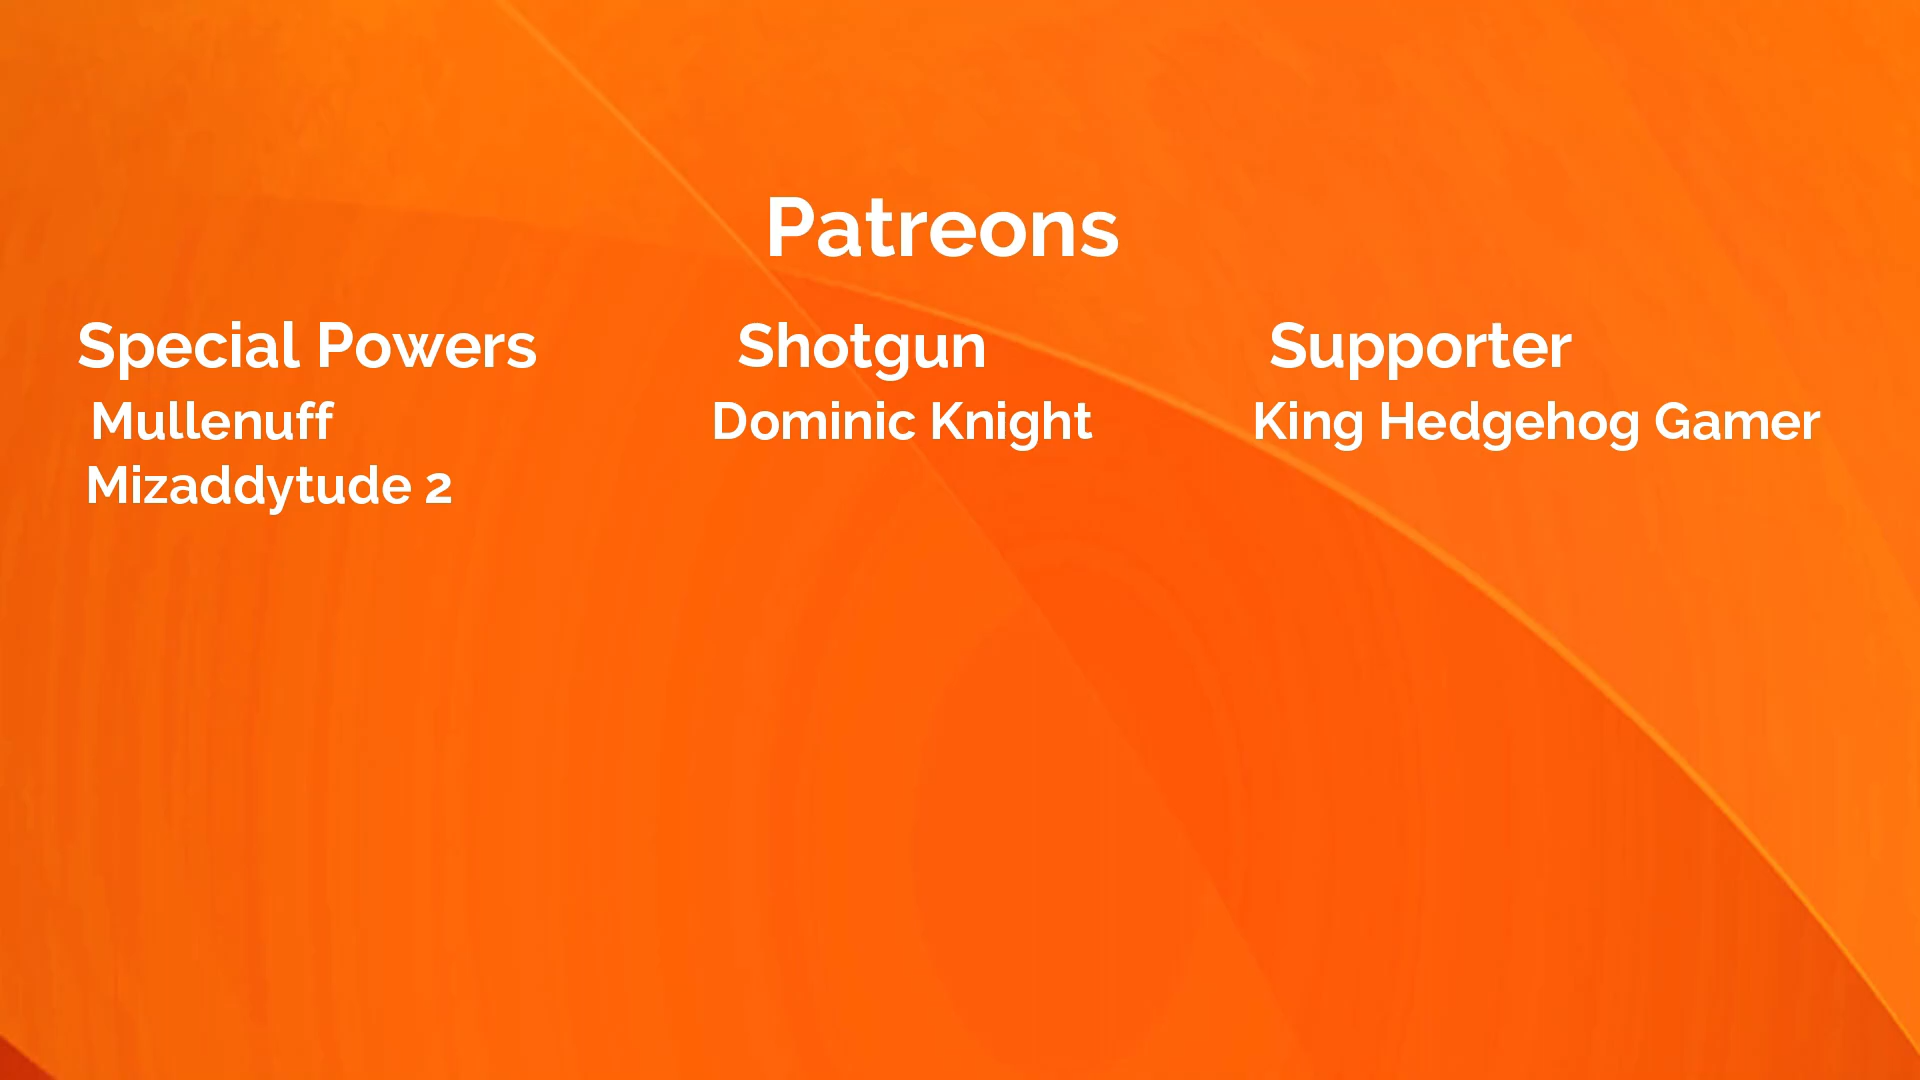 Patreons
Special Powers
Mullenuff
Mizaddytude 2
Shotgun
Dominic Knight
Supporter
King Hedgehog Gamer